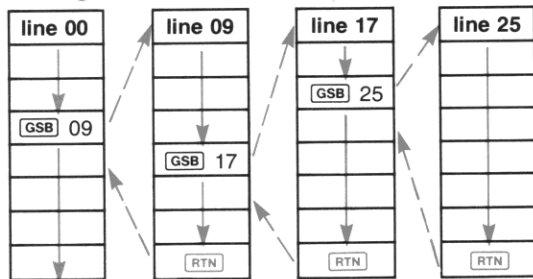 line 00 line 09 line 17 line 25
GSB 25
GSB 09
GSB 17
RTN RTN RTN